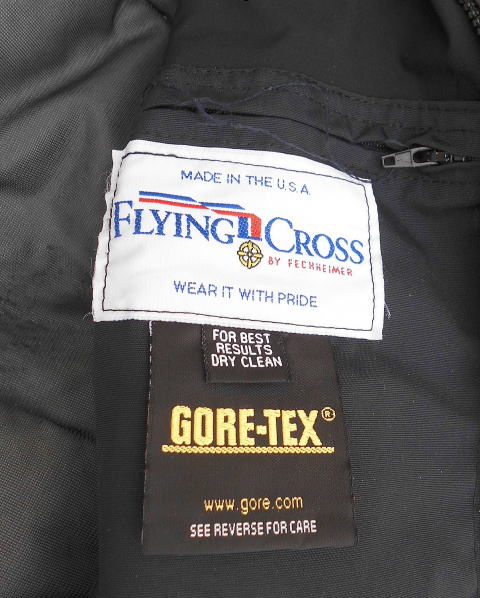 MADE IN THE U.S.A.
FLYING CROSS
BY FECHHEIMER
WEAR IT WITH PRIDE
FOR BEST
RESULTS
DRY CLEAN
GORE-TEX®
www.gore.com
SEE REVERSE FOR CARE